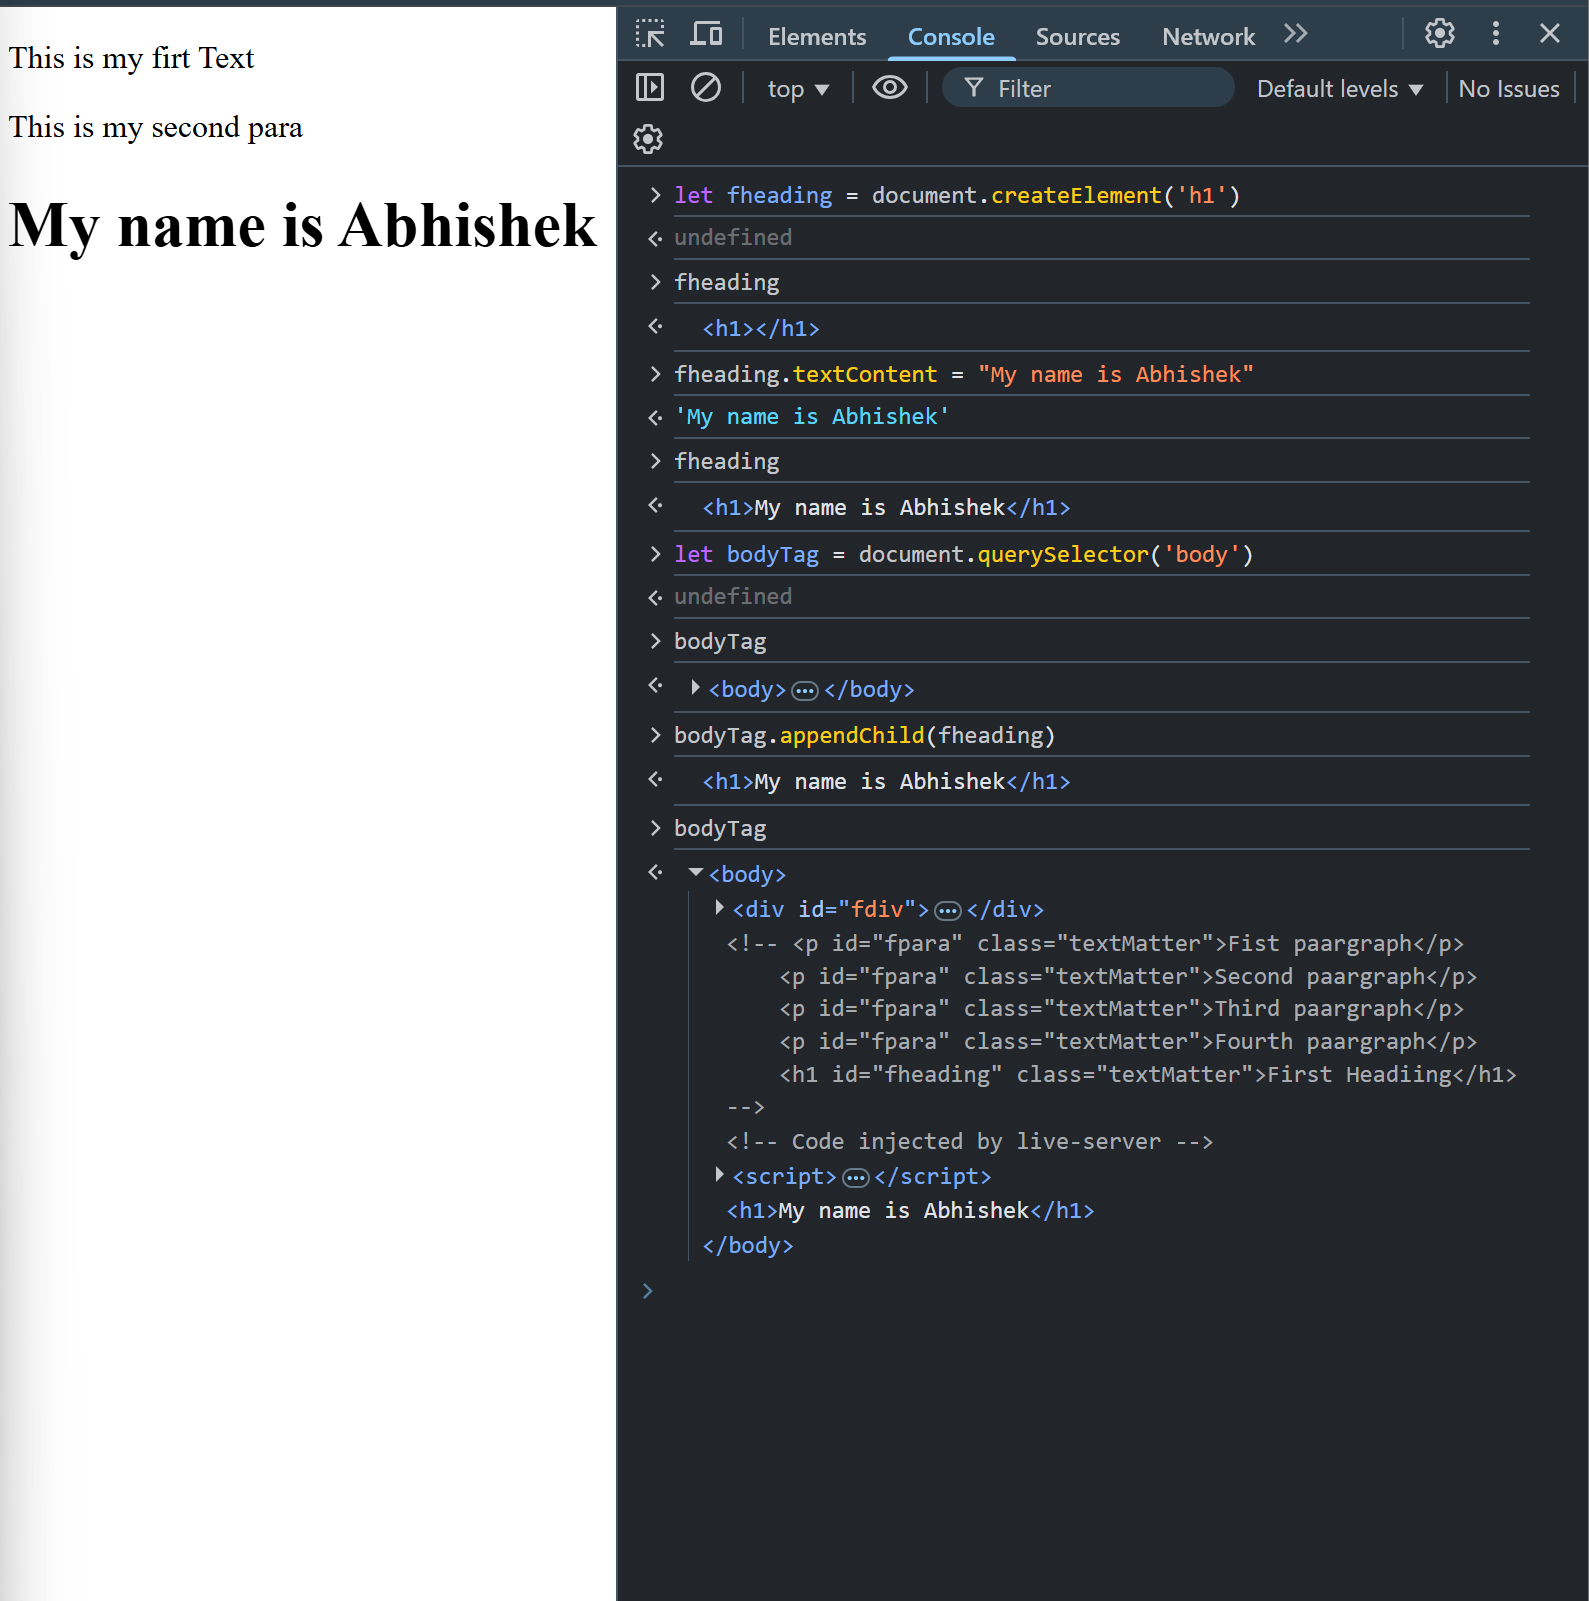 This is my firt Text
This is my second para
My name is Abhishek
Elements Console Sources Network
top Filter Default levels No Issues
let fheading = document.createElement('h1')
undefined
fheading
<h1></h1>
fheading.textContent = "My name is Abhishek"
'My name is Abhishek'
fheading
<h1>My name is Abhishek</h1>
let bodyTag = document.querySelector('body')
undefined
bodyTag
<body>…</body>
bodyTag.appendChild(fheading)
<h1>My name is Abhishek</h1>
bodyTag
<body>
<div id="fdiv">…</div>
<!-- <p id="fpara" class="textMatter">Fist paargraph</p>
<p id="fpara" class="textMatter">Second paargraph</p>
<p id="fpara" class="textMatter">Third paargraph</p>
<p id="fpara" class="textMatter">Fourth paargraph</p>
<h1 id="fheading" class="textMatter">First Headiing</h1>
-->
<!-- Code injected by live-server -->
<script>…</script>
<h1>My name is Abhishek</h1>
</body>